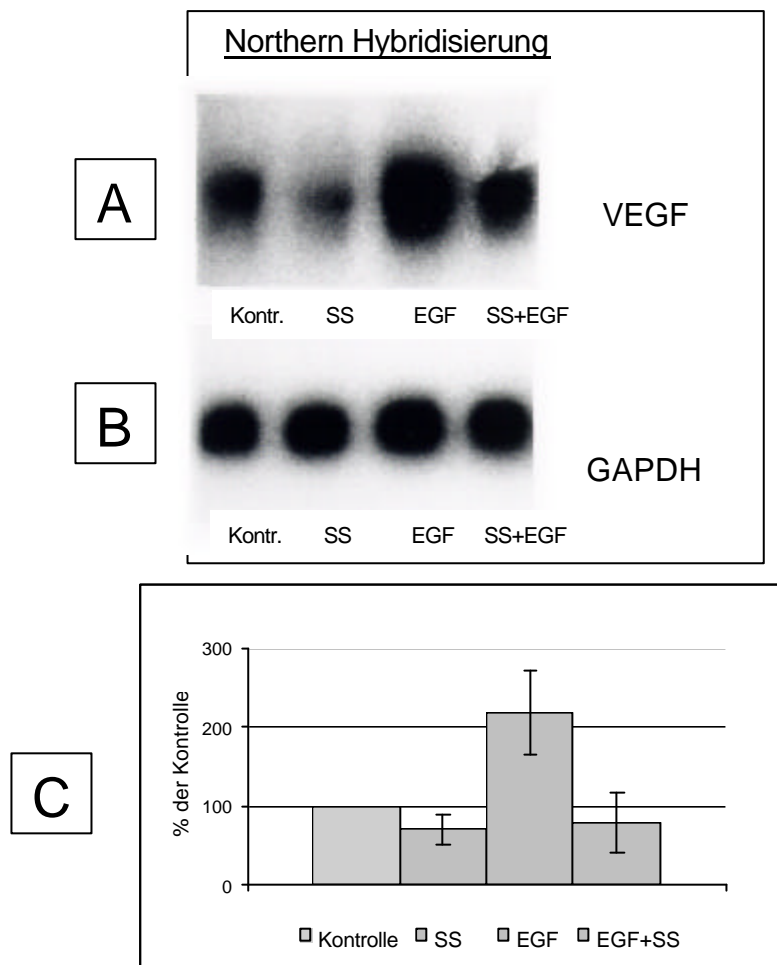 Northern Hybridisierung
A
VEGF
Kontr. SS EGF SS+EGF
B
GAPDH
Kontr. SS EGF SS+EGF
C
% der Kontrolle
300
200
100
0
Kontrolle SS EGF EGF+SS